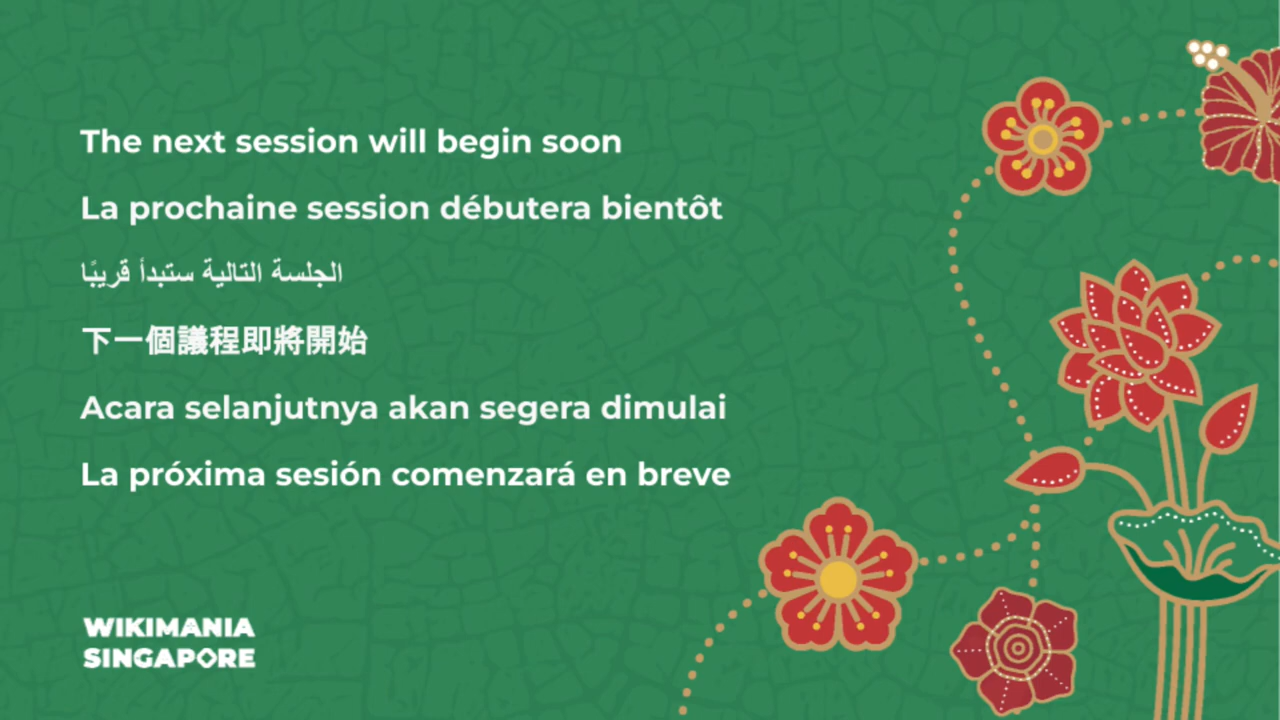 The next session will begin soon
La prochaine session débutera bientôt
الجلسة التالية ستبدأ قريبًا
下一個議程即將開始
Acara selanjutnya akan segera dimulai
La próxima sesión comenzará en breve
WIKIMANIA
SINGAPORE